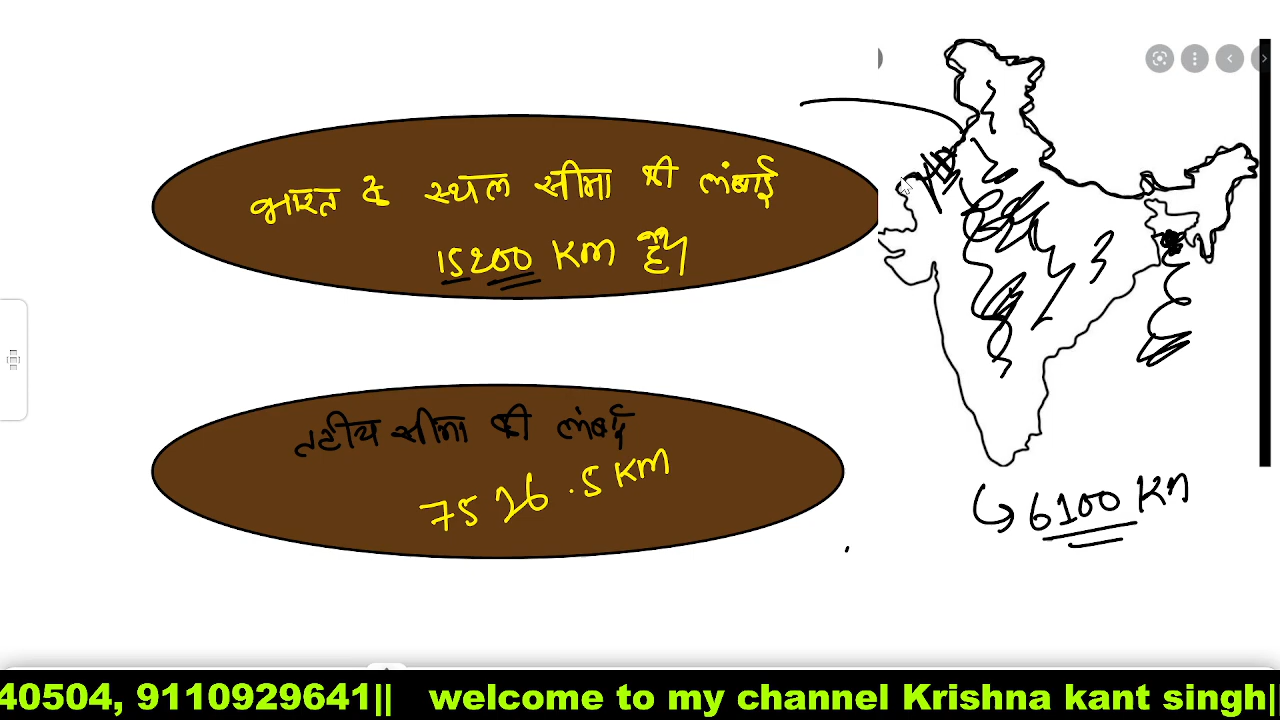 भारत के स्थल सीमा की लंबाई
15200 KM है।
तटीय सीमा की लंबाई
7526.5 KM
6100 KM
40504, 9110929641|| welcome to my channel Krishna kant singh|